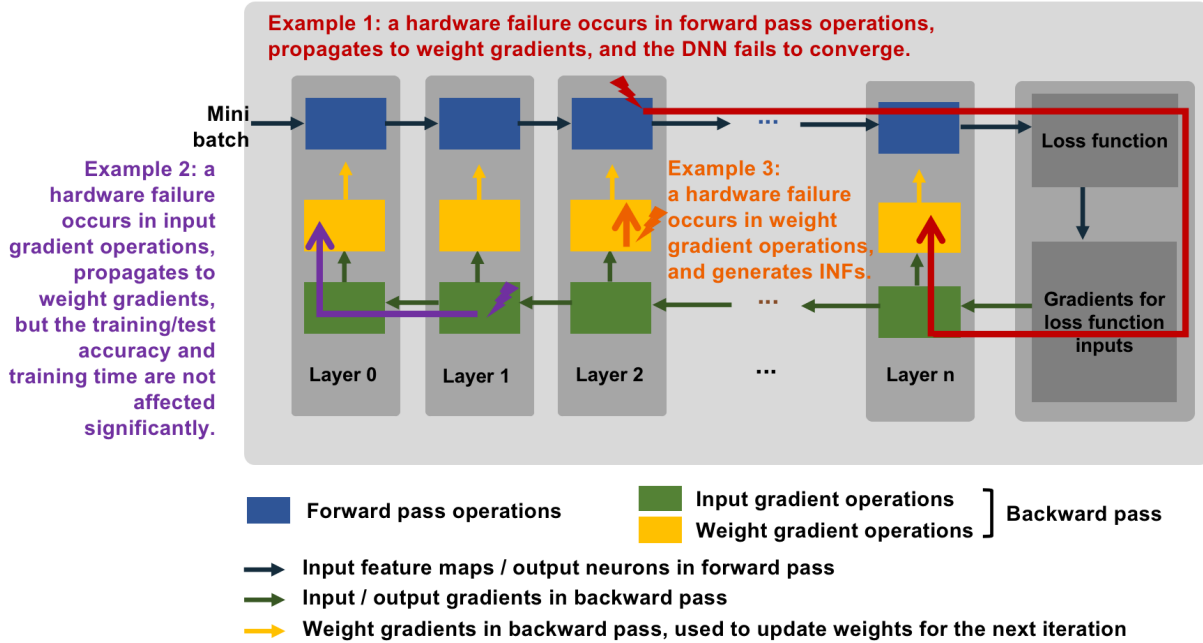 Example 1: a hardware failure occurs in forward pass operations,
propagates to weight gradients, and the DNN fails to converge.
Mini
batch
...
Loss function
Example 2: a
hardware failure
occurs in input
gradient operations,
propagates to
weight gradients,
but the training/test
accuracy and
training time are not
affected
significantly.
Example 3:
a hardware failure
occurs in weight
gradient operations,
and generates INFs.
...
Gradients for
loss function
inputs
Layer 0
Layer 1
Layer 2
...
Layer n
Forward pass operations
Input gradient operations
Weight gradient operations
Backward pass
Input feature maps / output neurons in forward pass
Input / output gradients in backward pass
Weight gradients in backward pass, used to update weights for the next iteration